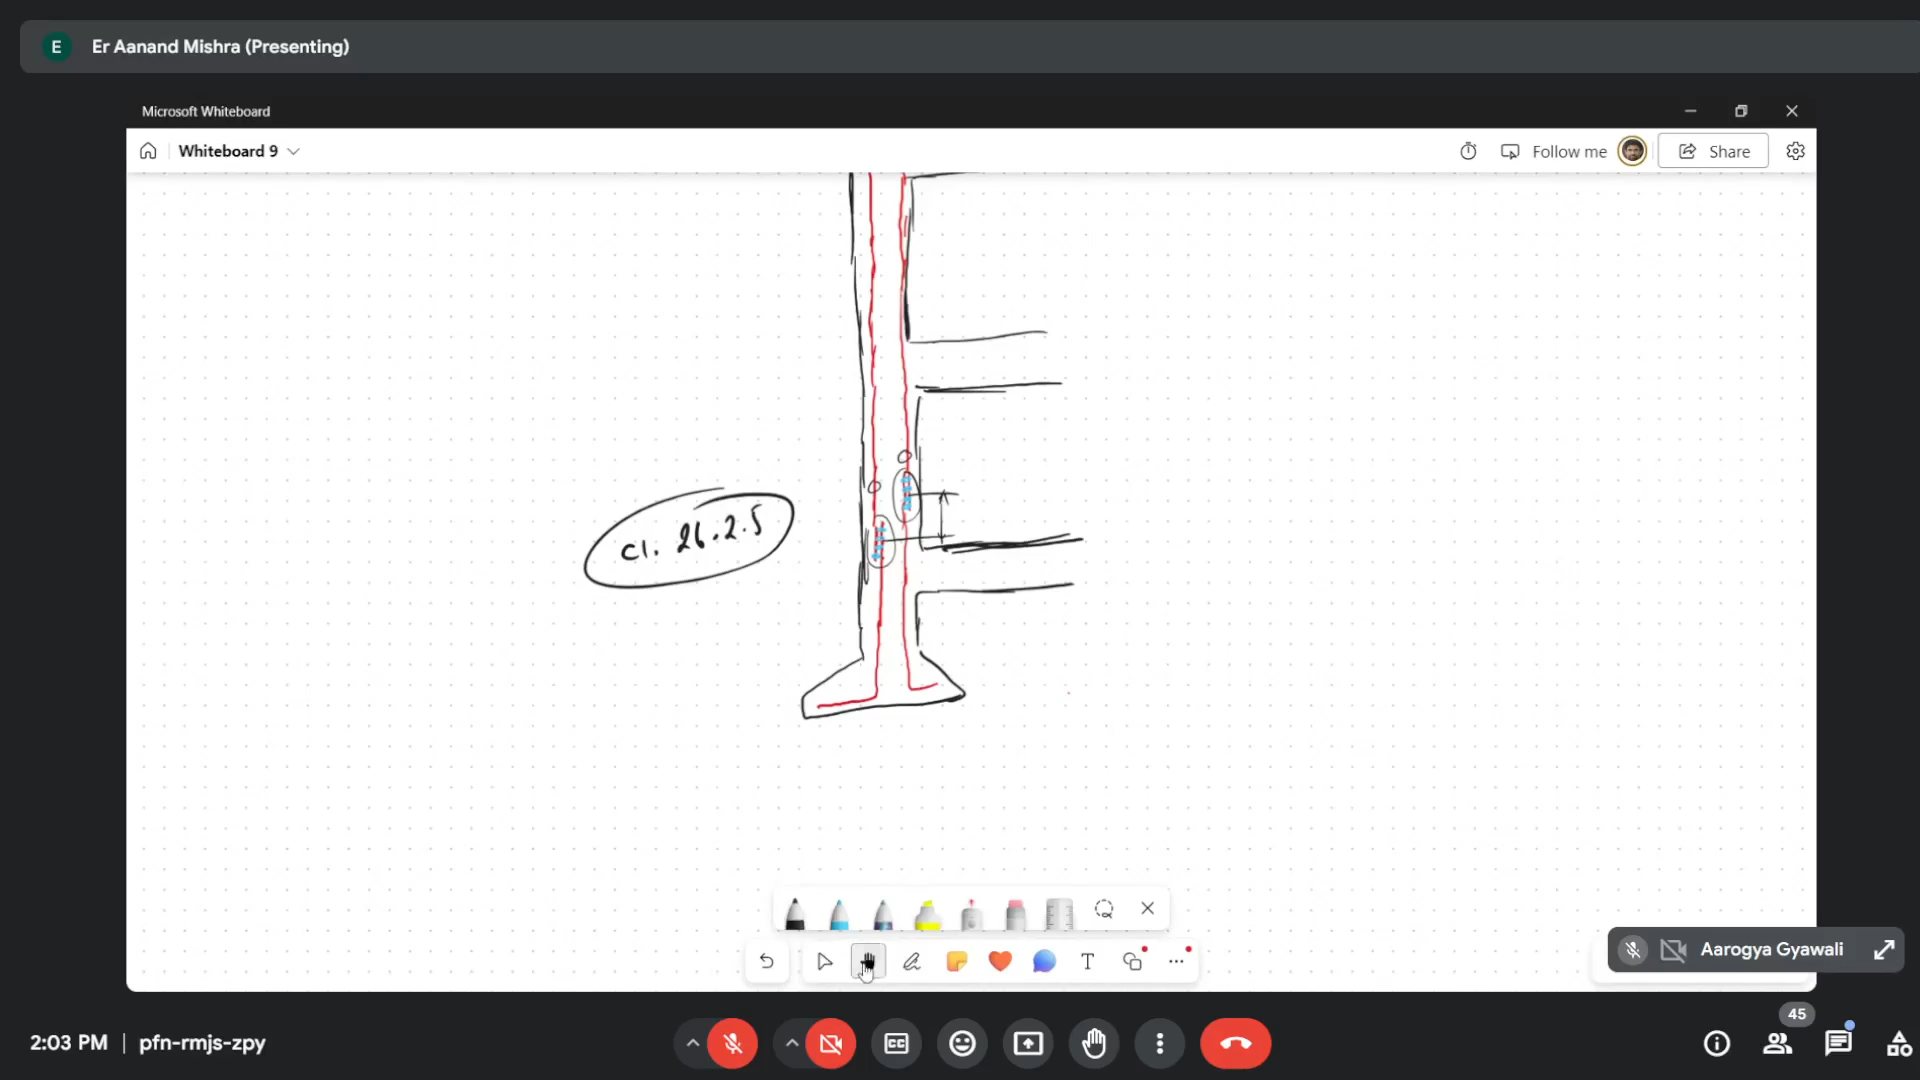 E Er Aanand Mishra (Presenting)
Microsoft Whiteboard
Whiteboard 9
Follow me
Share
cl. 26.2.5
T
Aarogya Gyawali
45
2:03 PM | pfn-rmjs-zpy
CC